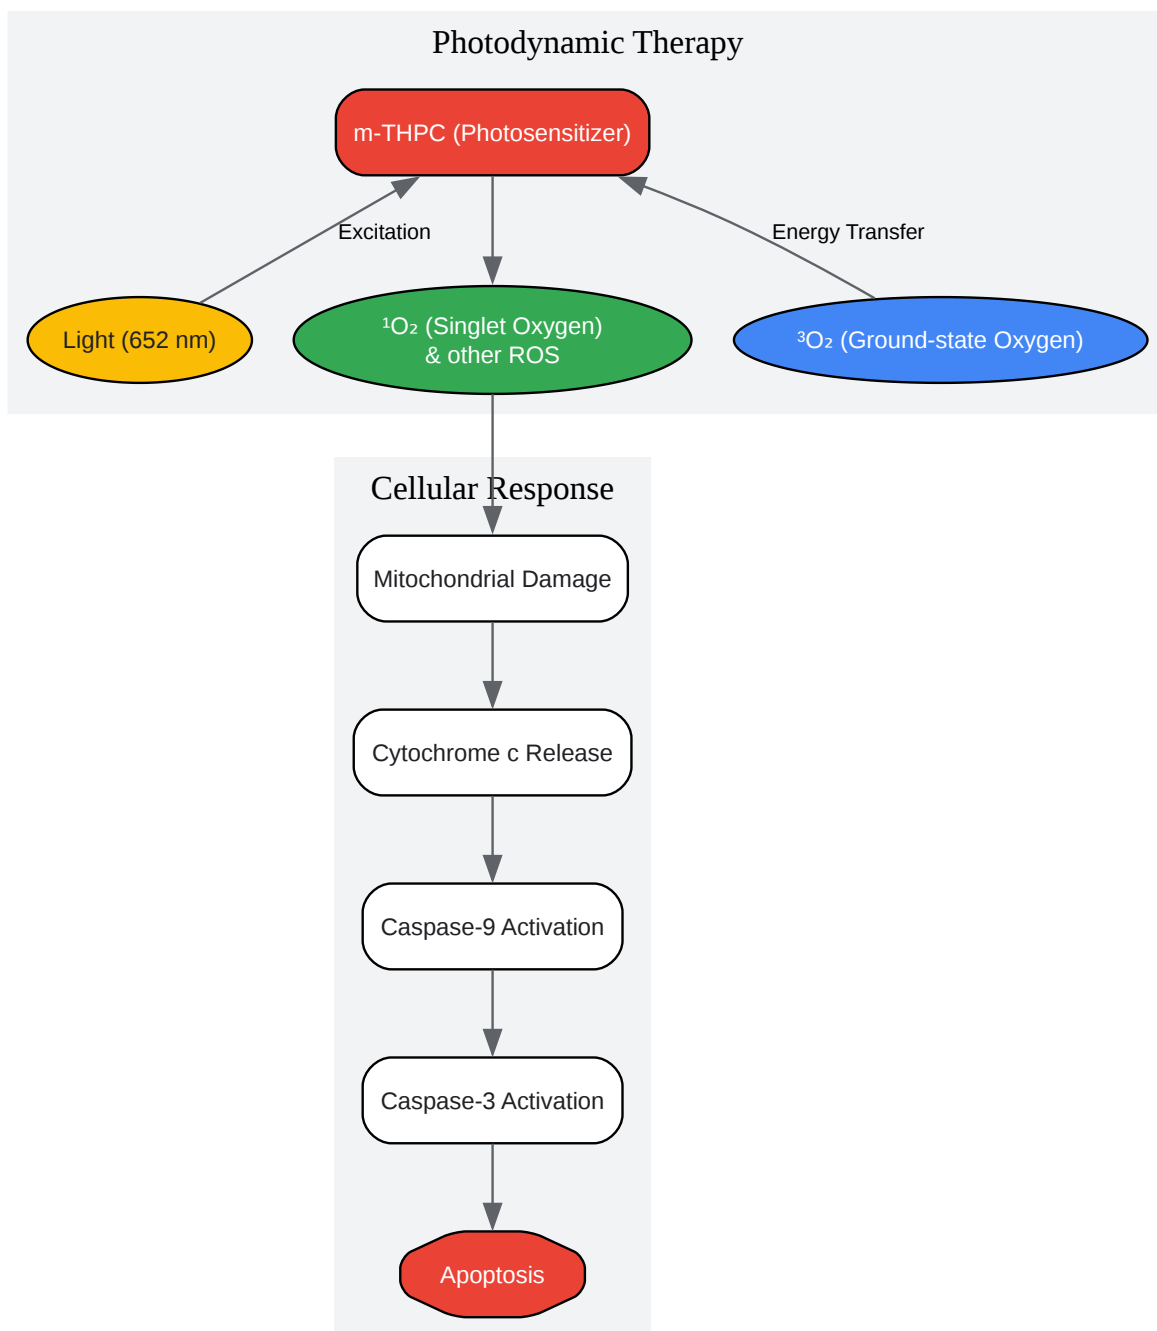 Photodynamic Therapy
m-THPC (Photosensitizer)
Excitation
Energy Transfer
Light (652 nm)
¹O₂ (Singlet Oxygen)
& other ROS
³O₂ (Ground-state Oxygen)
Cellular Response
Mitochondrial Damage
Cytochrome c Release
Caspase-9 Activation
Caspase-3 Activation
Apoptosis